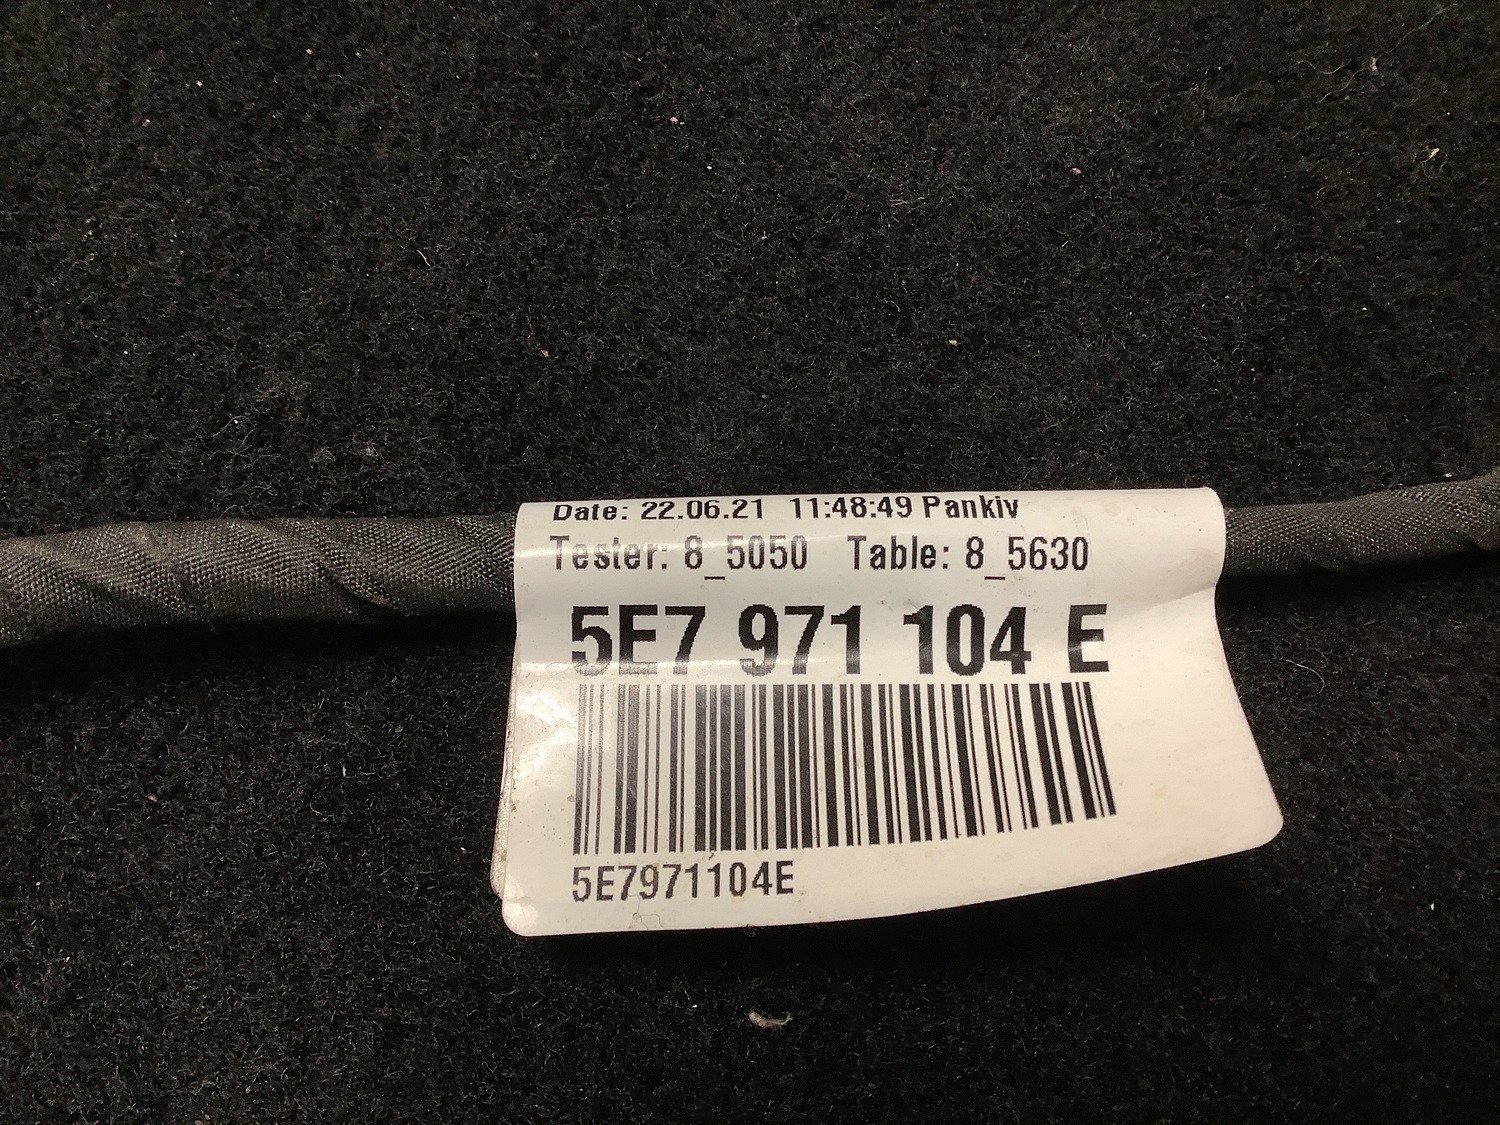 Date: 22.06.21 11:48:49 Pankiv
Tester: 8_5050 Table: 8_5630
5E7 971 104 E
5E7971104E